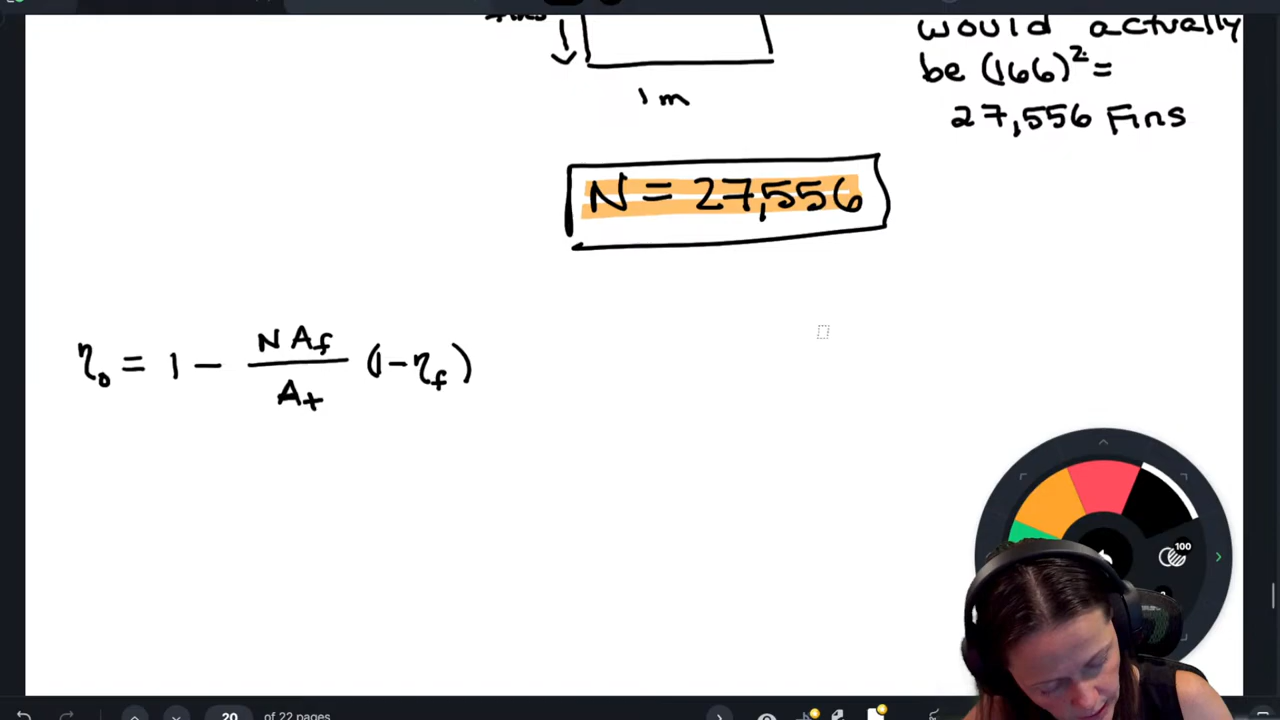 would actually
be (166)²=
27,556 Fins
1 m
N = 27,556
η₀ = 1 - NA_f / A_t (1-η_f)
100
20 of 22 pages